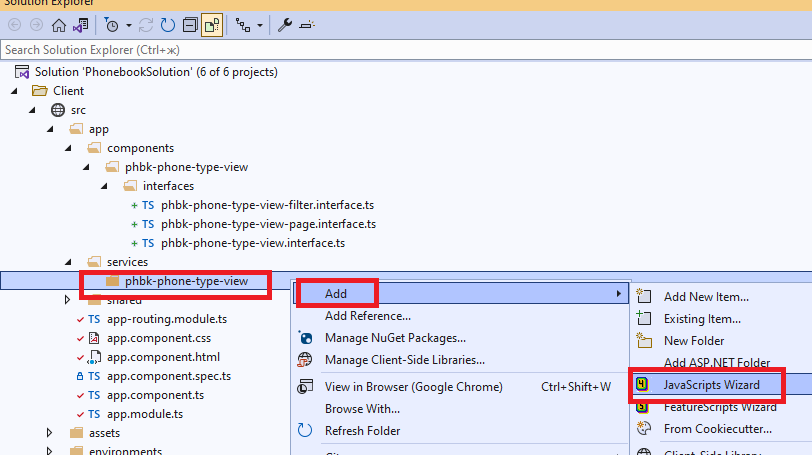 Solution Explorer
Search Solution Explorer (Ctrl+ж)
Solution 'PhonebookSolution' (6 of 6 projects)
Client
src
app
components
phbk-phone-type-view
interfaces
+ TS phbk-phone-type-view-filter.interface.ts
+ TS phbk-phone-type-view-page.interface.ts
+ TS phbk-phone-type-view.interface.ts
services
phbk-phone-type-view
shared
TS app-routing.module.ts
app.component.css
app.component.html
TS app.component.spec.ts
TS app.component.ts
TS app.module.ts
assets
environments
Add
Add Reference...
Manage NuGet Packages...
Manage Client-Side Libraries...
View in Browser (Google Chrome) Ctrl+Shift+W
Browse With...
Refresh Folder
Cut
Add New Item...
Existing Item...
New Folder
Add ASP.NET Folder
4 JavaScripts Wizard
5 FeatureScripts Wizard
From Cookiecutter...
Client-Side Library